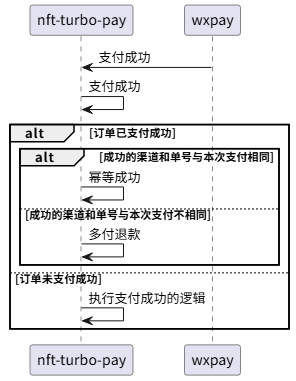 nft-turbo-pay wxpay
支付成功
支付成功
alt [订单已支付成功]
alt [成功的渠道和单号与本次支付相同]
幂等成功
[成功的渠道和单号与本次支付不相同]
多付退款
[订单未支付成功]
执行支付成功的逻辑
nft-turbo-pay wxpay